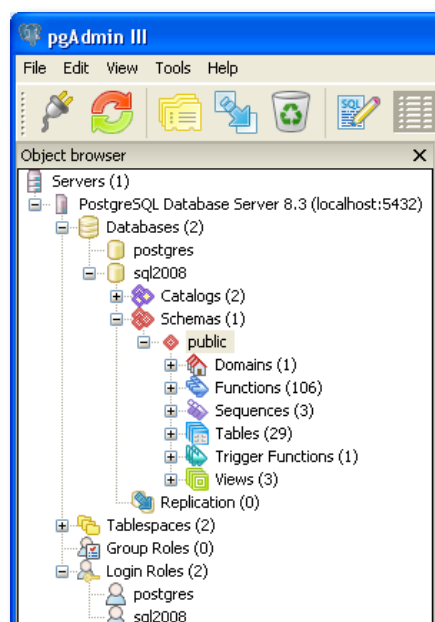 pgAdmin III
File Edit View Tools Help
SQL
Object browser
Servers (1)
PostgreSQL Database Server 8.3 (localhost:5432)
Databases (2)
postgres
sql2008
Catalogs (2)
Schemas (1)
public
Domains (1)
Functions (106)
Sequences (3)
Tables (29)
Trigger Functions (1)
Views (3)
Replication (0)
Tablespaces (2)
Group Roles (0)
Login Roles (2)
postgres
sql2008